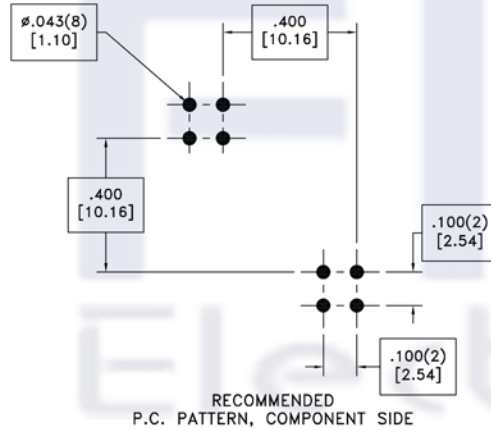 ø.043(8)
[1.10]
.400
[10.16]
.400
[10.16]
.100(2)
[2.54]
.100(2)
[2.54]
Elect
RECOMMENDED
P.C. PATTERN, COMPONENT SIDE